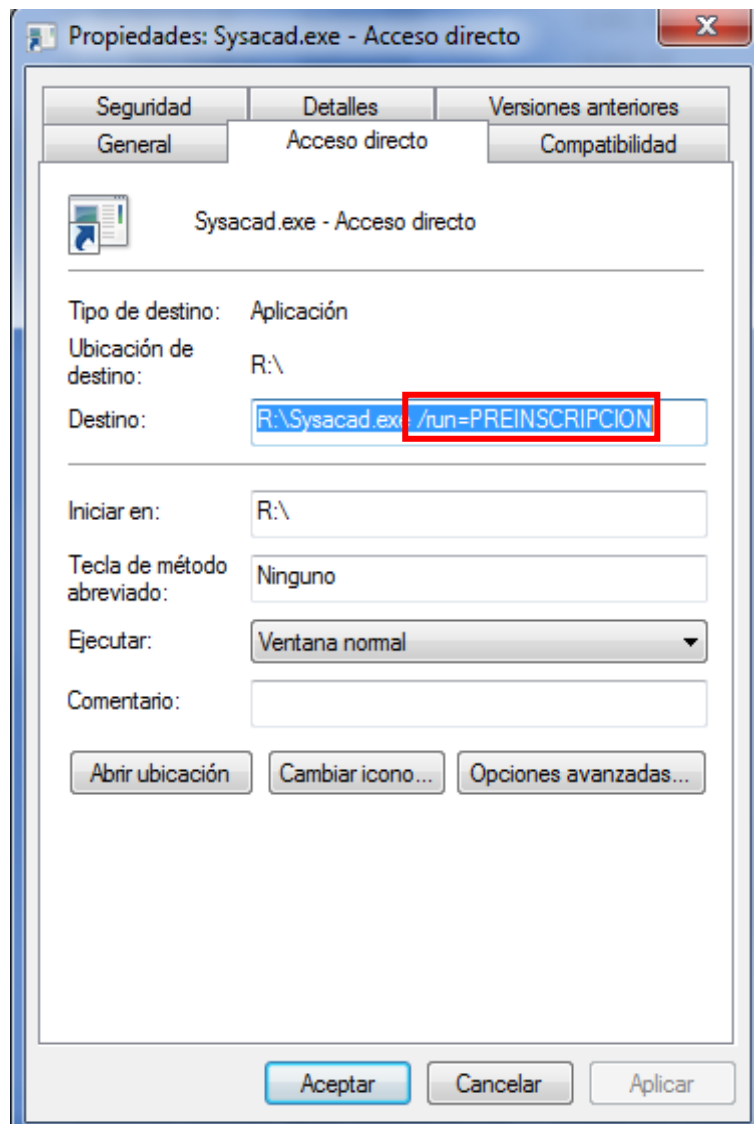 Propiedades: Sysacad.exe - Acceso directo
x
Seguridad Detalles Versiones anteriores
General Acceso directo Compatibilidad
Sysacad.exe - Acceso directo
Tipo de destino: Aplicación
Ubicación de
destino: R:\
Destino: R:\Sysacad.exe /run=PREINSCRIPCION
Iniciar en: R:\
Tecla de método
abreviado: Ninguno
Ejecutar: Ventana normal
Comentario:
Abrir ubicación Cambiar icono... Opciones avanzadas...
Aceptar Cancelar Aplicar